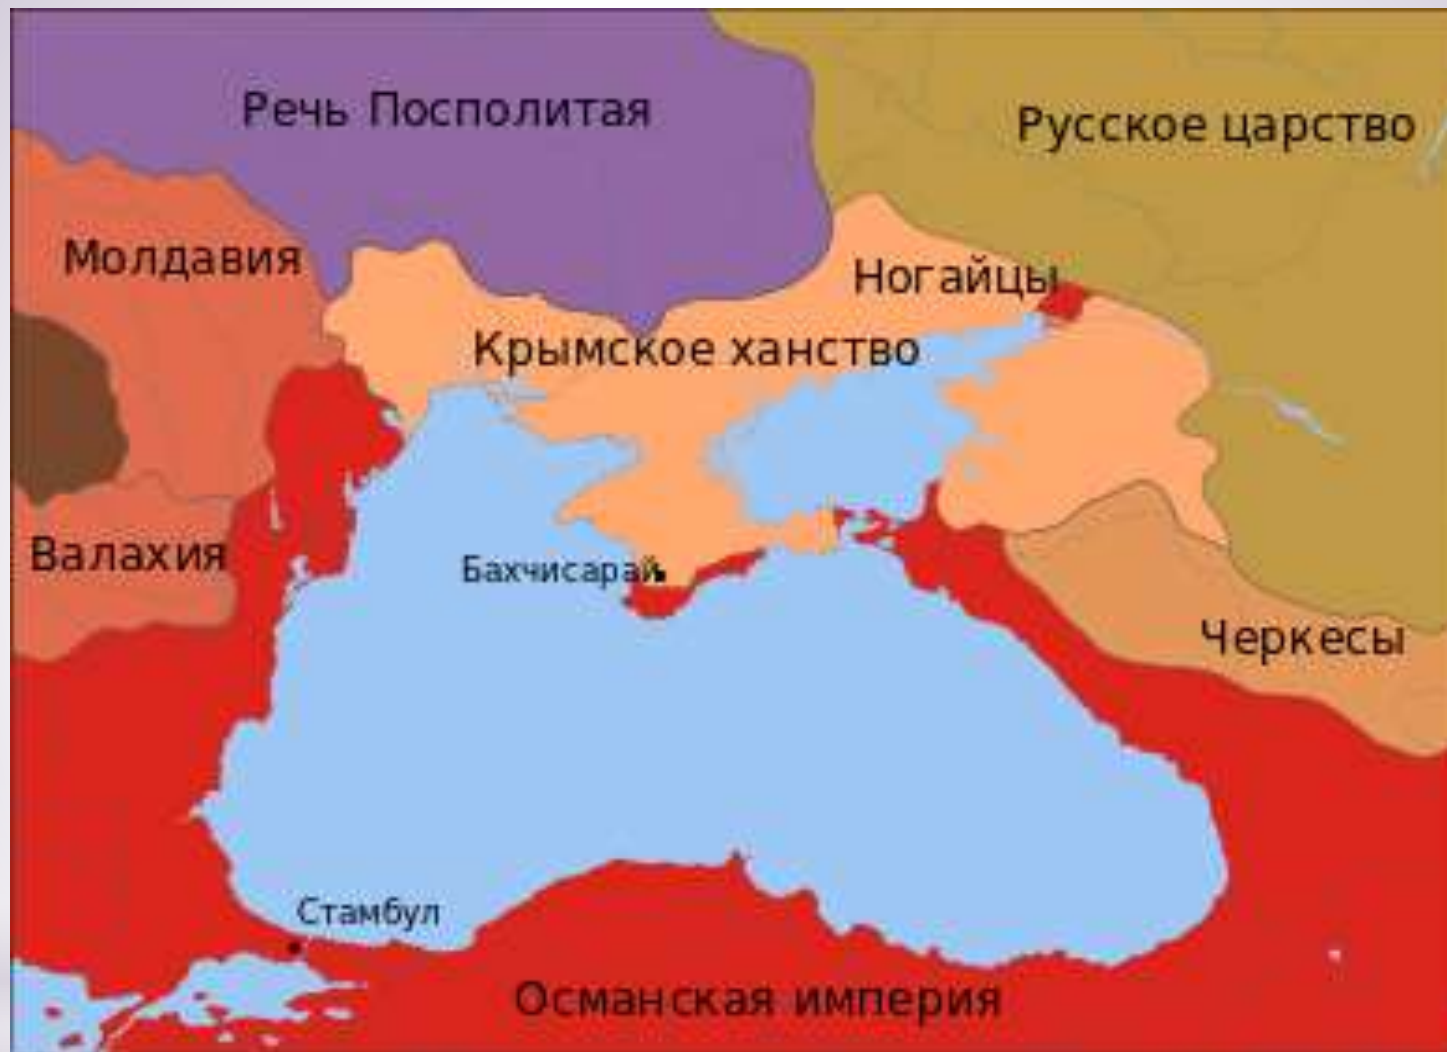 Речь Посполитая
Русское царство
Молдавия
Ногайцы
Крымское ханство
Валахия
Бахчисарай
Черкесы
Стамбул
Османская империя